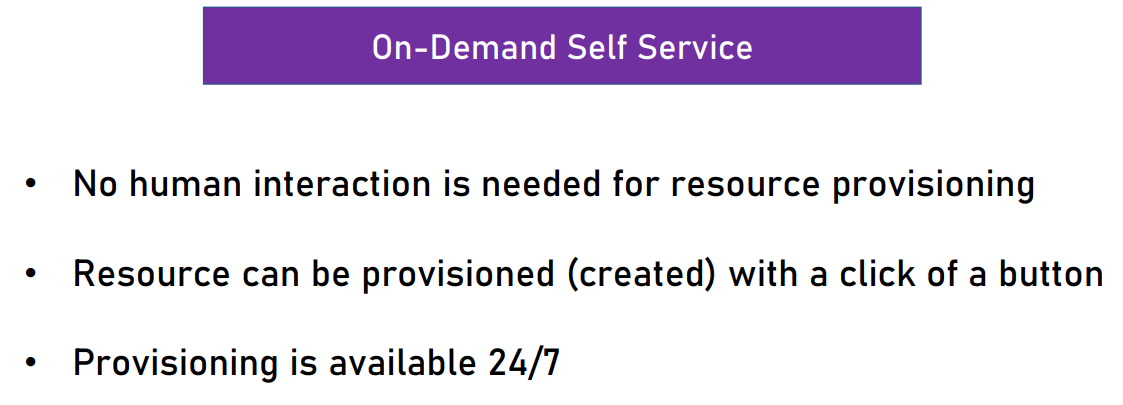 On-Demand Self Service
• No human interaction is needed for resource provisioning
• Resource can be provisioned (created) with a click of a button
• Provisioning is available 24/7